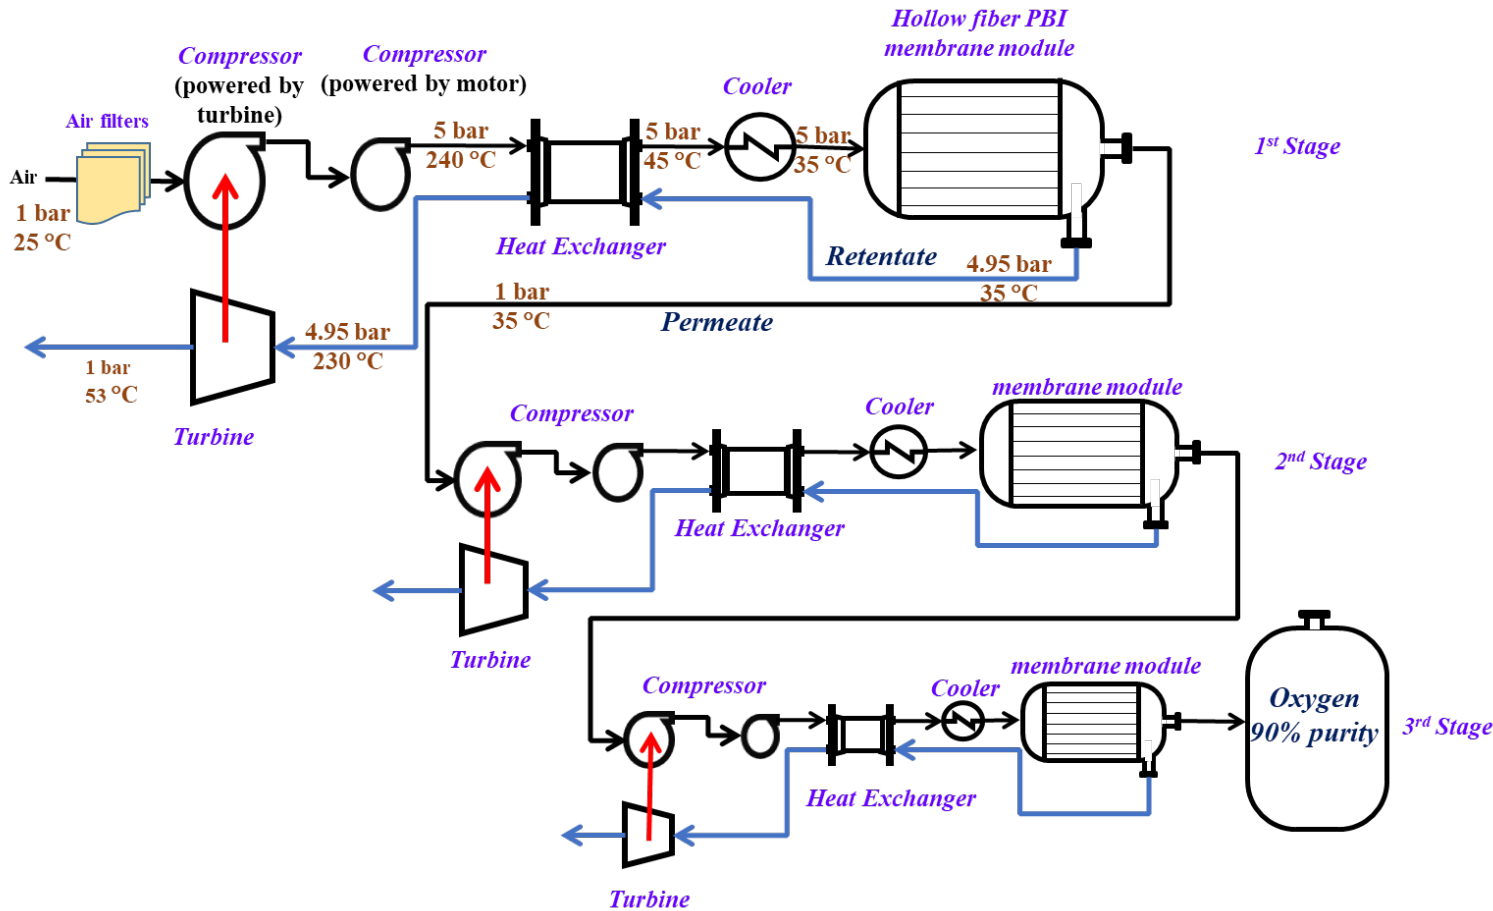 Hollow fiber PBI
membrane module
Compressor
(powered by
turbine)
Compressor
(powered by motor)
Cooler
Air filters
Air
1 bar
25 °C
5 bar
240 °C
5 bar
45 °C
5 bar
35 °C
1st Stage
Heat Exchanger
Retentate
4.95 bar
35 °C
1 bar
35 °C
Permeate
4.95 bar
230 °C
1 bar
53 °C
Turbine
membrane module
Compressor
Cooler
2nd Stage
Heat Exchanger
Turbine
membrane module
Compressor
Cooler
Oxygen
90% purity
3rd Stage
Heat Exchanger
Turbine